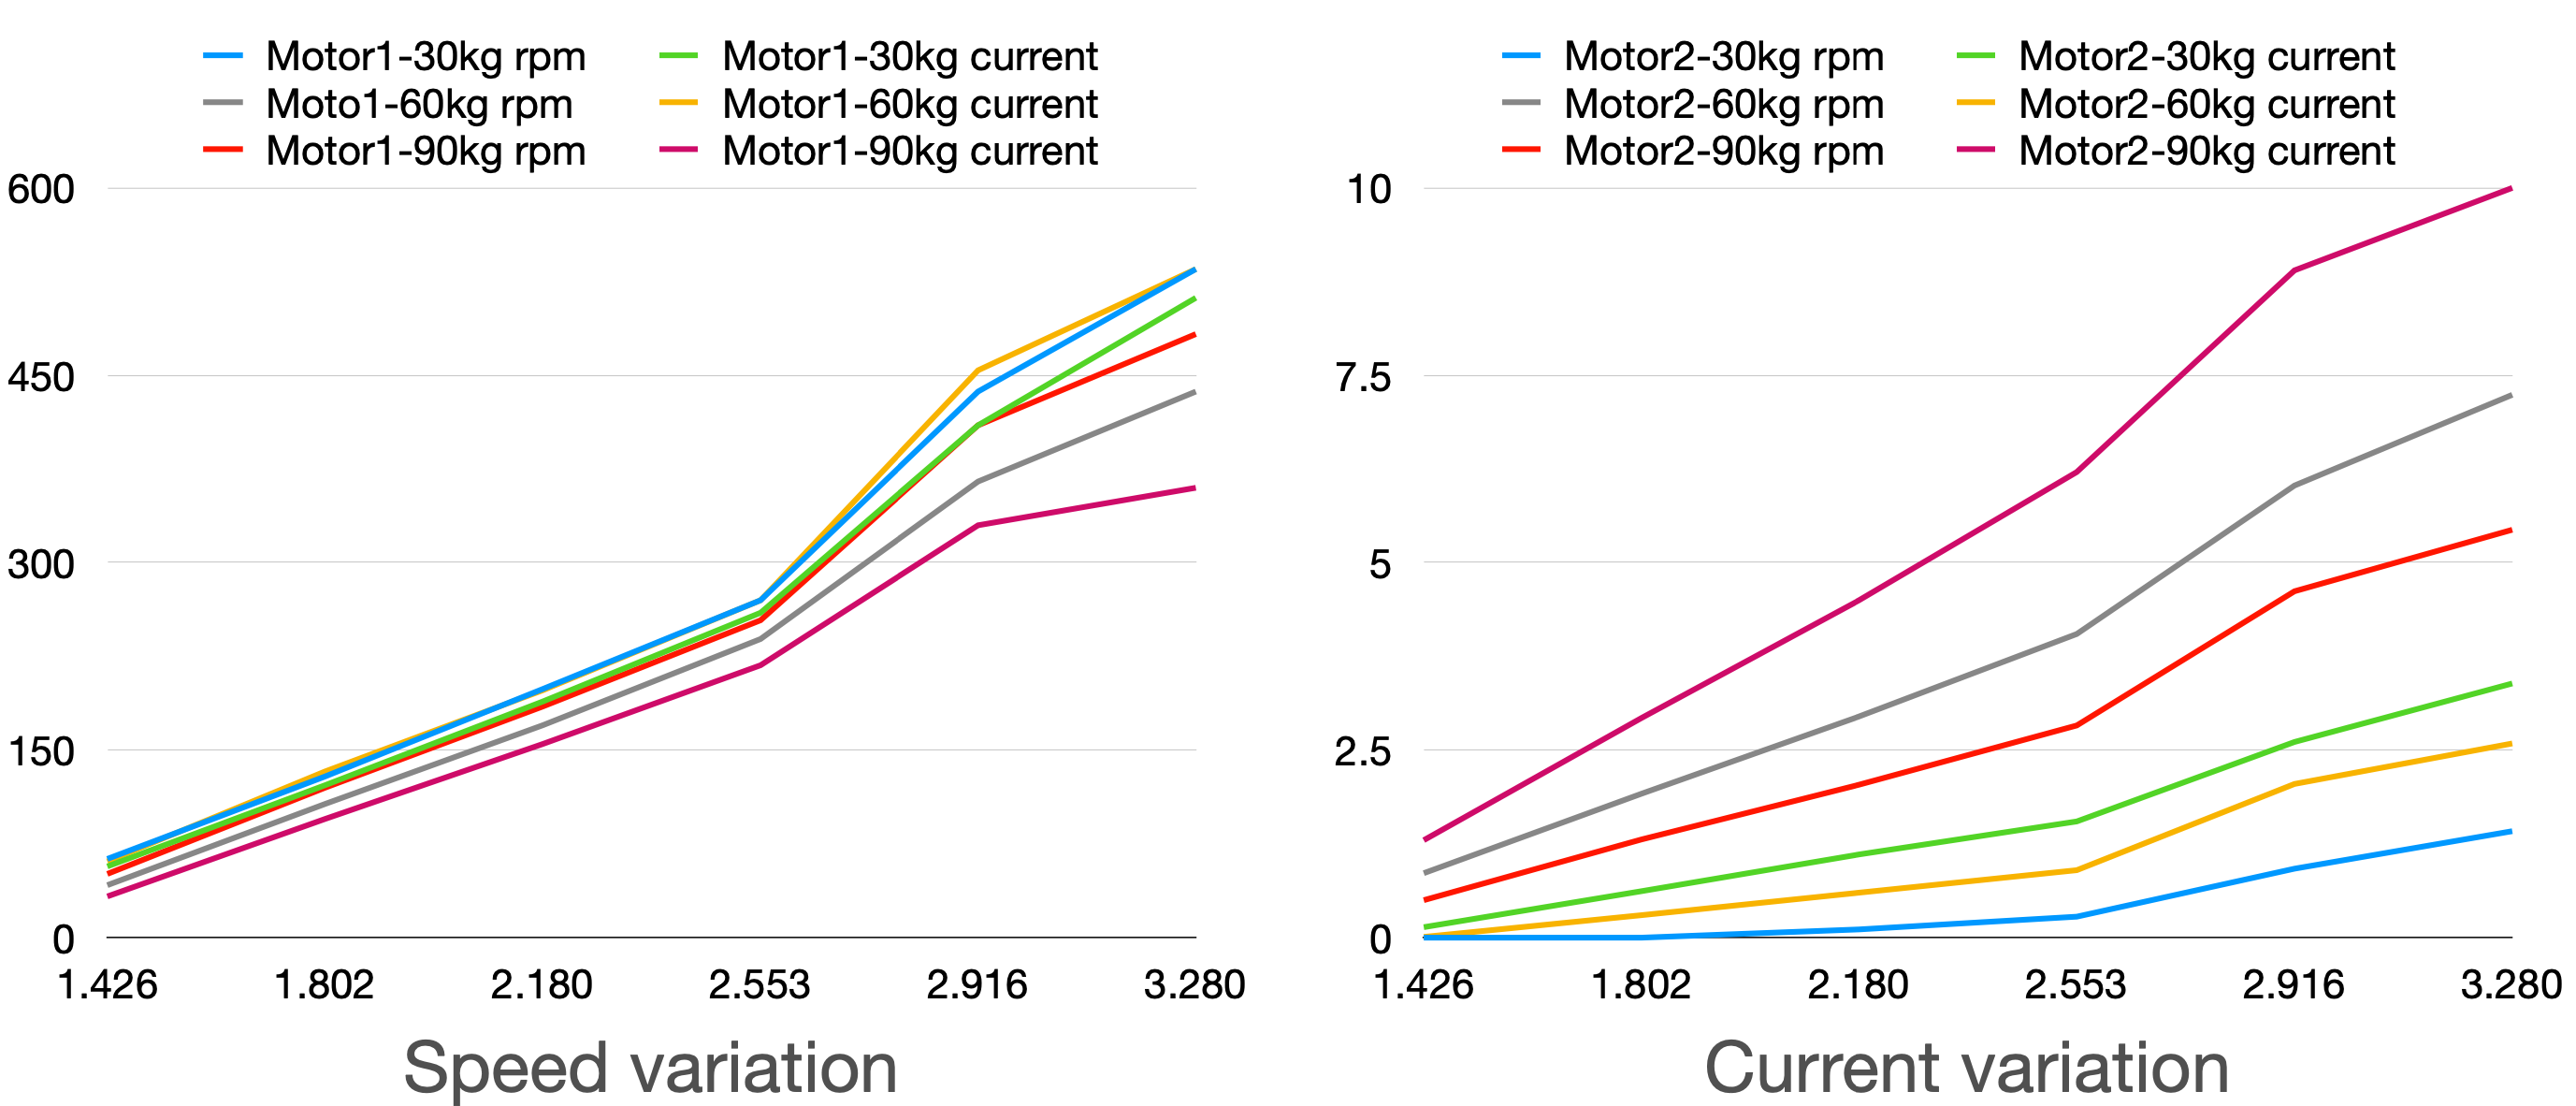 Motor1-30kg rpm Motor1-30kg current
Moto1-60kg rpm Motor1-60kg current
Motor1-90kg rpm Motor1-90kg current
600
450
300
150
0
1.426 1.802 2.180 2.553 2.916 3.280
Speed variation
Motor2-30kg rpm Motor2-30kg current
Motor2-60kg rpm Motor2-60kg current
Motor2-90kg rpm Motor2-90kg current
10
7.5
5
2.5
0
1.426 1.802 2.180 2.553 2.916 3.280
Current variation